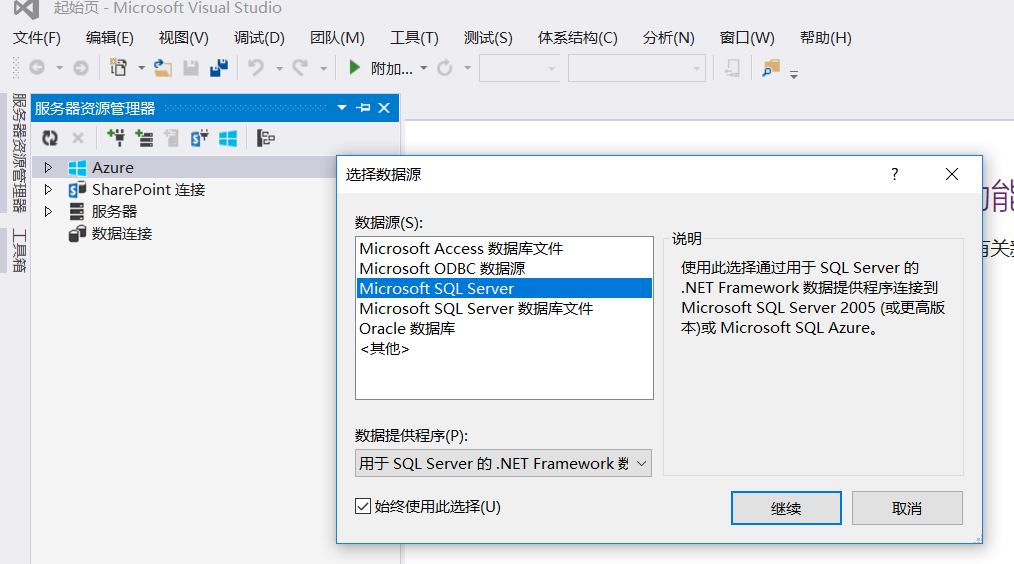 起始页 - Microsoft Visual Studio
文件(F) 编辑(E) 视图(V) 调试(D) 团队(M) 工具(T) 测试(S) 体系结构(C) 分析(N) 窗口(W) 帮助(H)
附加...
服务器资源管理器
工具箱
服务器资源管理器
Azure
SharePoint 连接
服务器
数据连接
选择数据源
?
数据源(S):
Microsoft Access 数据库文件
Microsoft ODBC 数据源
Microsoft SQL Server
Microsoft SQL Server 数据库文件
Oracle 数据库
<其他>
说明
使用此选择通过用于 SQL Server 的
.NET Framework 数据提供程序连接到
Microsoft SQL Server 2005 (或更高版
本)或 Microsoft SQL Azure。
数据提供程序(P):
用于 SQL Server 的 .NET Framework 数
始终使用此选择(U)
继续
取消
能
有关